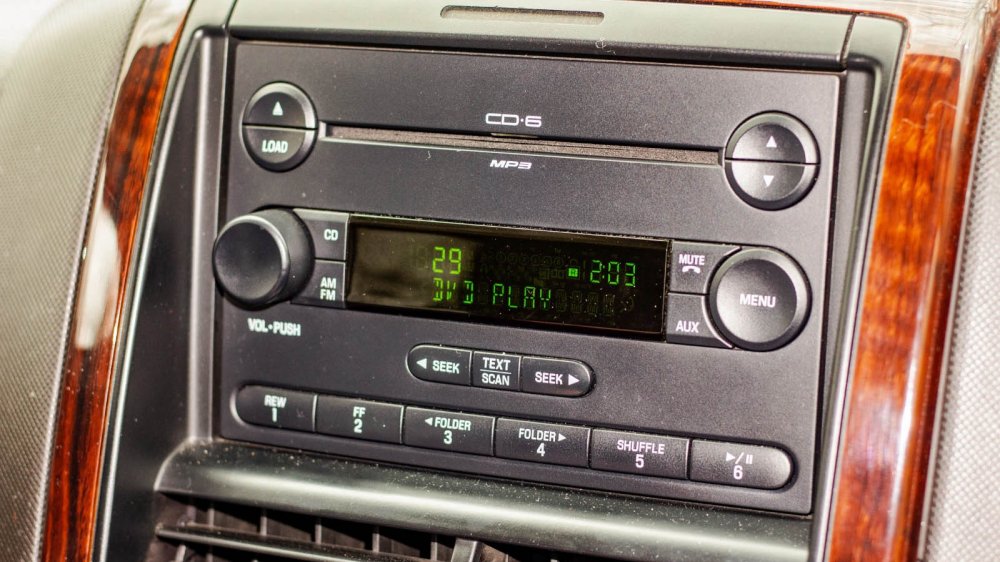 CD·6
LOAD
MP3
CD
AM
FM
29 2:03
DVD PLAY
MUTE
AUX
MENU
VOL•PUSH
◀ SEEK
TEXT
SCAN
SEEK ▶
REW
1
FF
2
◀ FOLDER
3
FOLDER ▶
4
SHUFFLE
5
▶/II
6